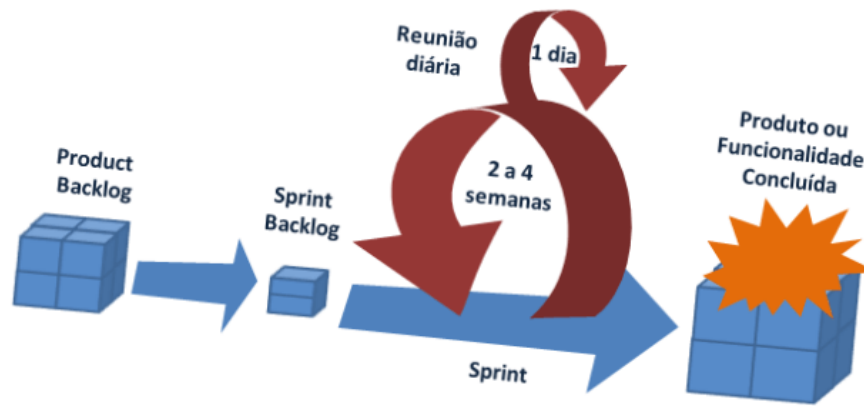 Product
Backlog
Sprint
Backlog
Reunião
diária
1 dia
2 a 4
semanas
Sprint
Produto ou
Funcionalidade
Concluída